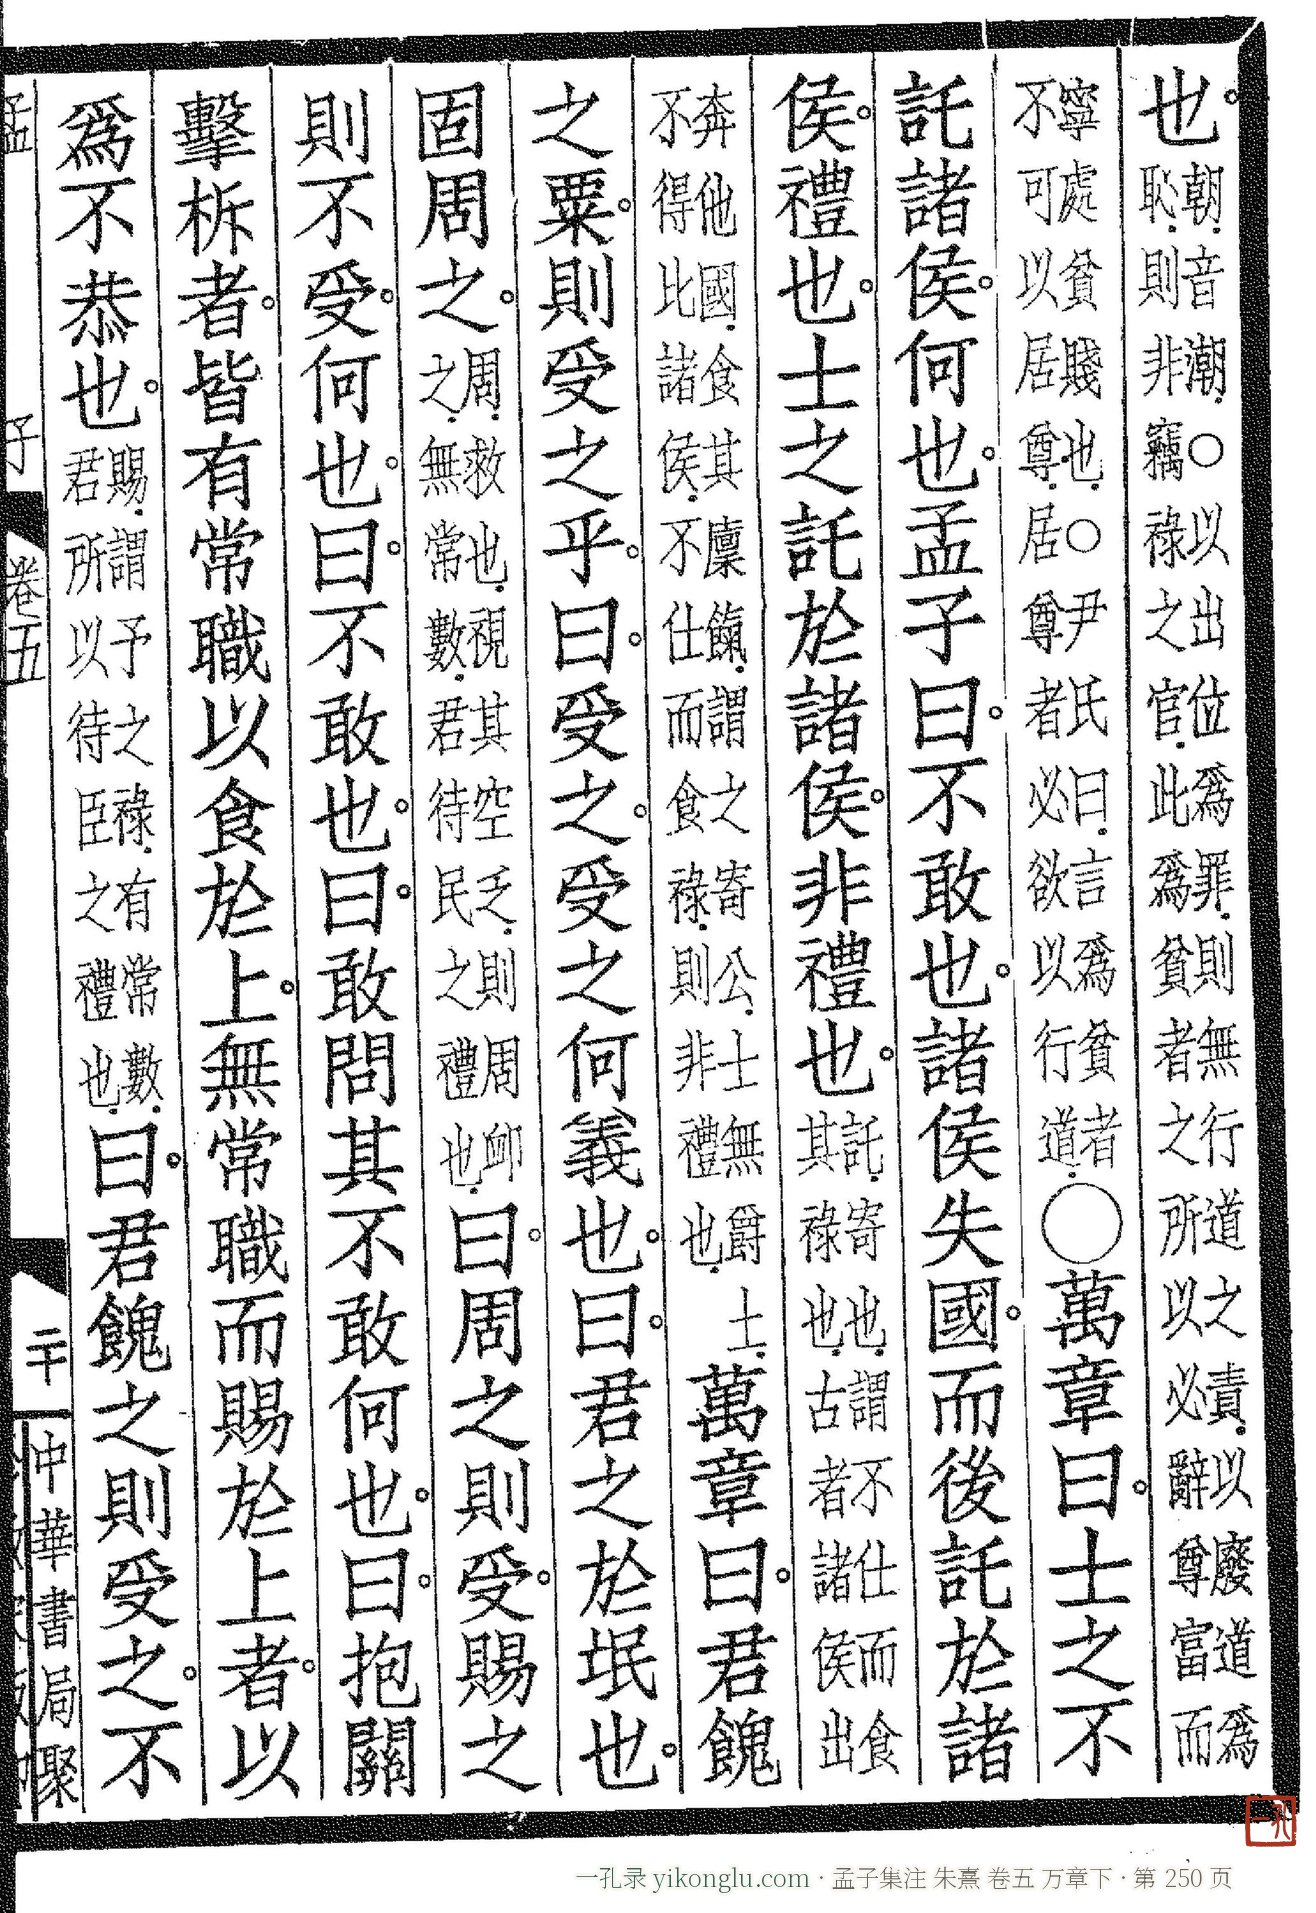 也。朝音潮。○以出位爲罪。則無行道之責。以廢道爲
恥。則非竊祿之官。此爲貧者之所以必辭尊富而
寧處貧賤也。○尹氏曰。言爲貧者
不可以居尊。居尊者必欲以行道。○萬章曰。士之不
託諸侯。何也。孟子曰。不敢也。諸侯失國。而後託於諸
侯。禮也。士之託於諸侯。非禮也。託。寄也。謂不仕而食
其祿也。古者諸侯出
奔他國。食其廩餼。謂之寄公。士無爵土。
不得比諸侯。不仕而食祿。則非禮也。萬章曰。君餽
之粟。則受之乎。曰。受之。受之何義也。曰。君之於氓也。
固周之。周。救也。視其空乏。則周卹
之。無常數。君待民之禮也。曰。周之則受。賜之
則不受。何也。曰。不敢也。曰。敢問其不敢何也。曰。抱關
擊柝者。皆有常職以食於上。無常職而賜於上者。以
爲不恭也。賜。謂予之祿。有常數。
君所以待臣之禮也。曰。君餽之則受之。不
孟子
卷五
二十
中華書局聚
一孔录 yikonglu.com · 孟子集注 朱熹 卷五 万章下 · 第 250 页